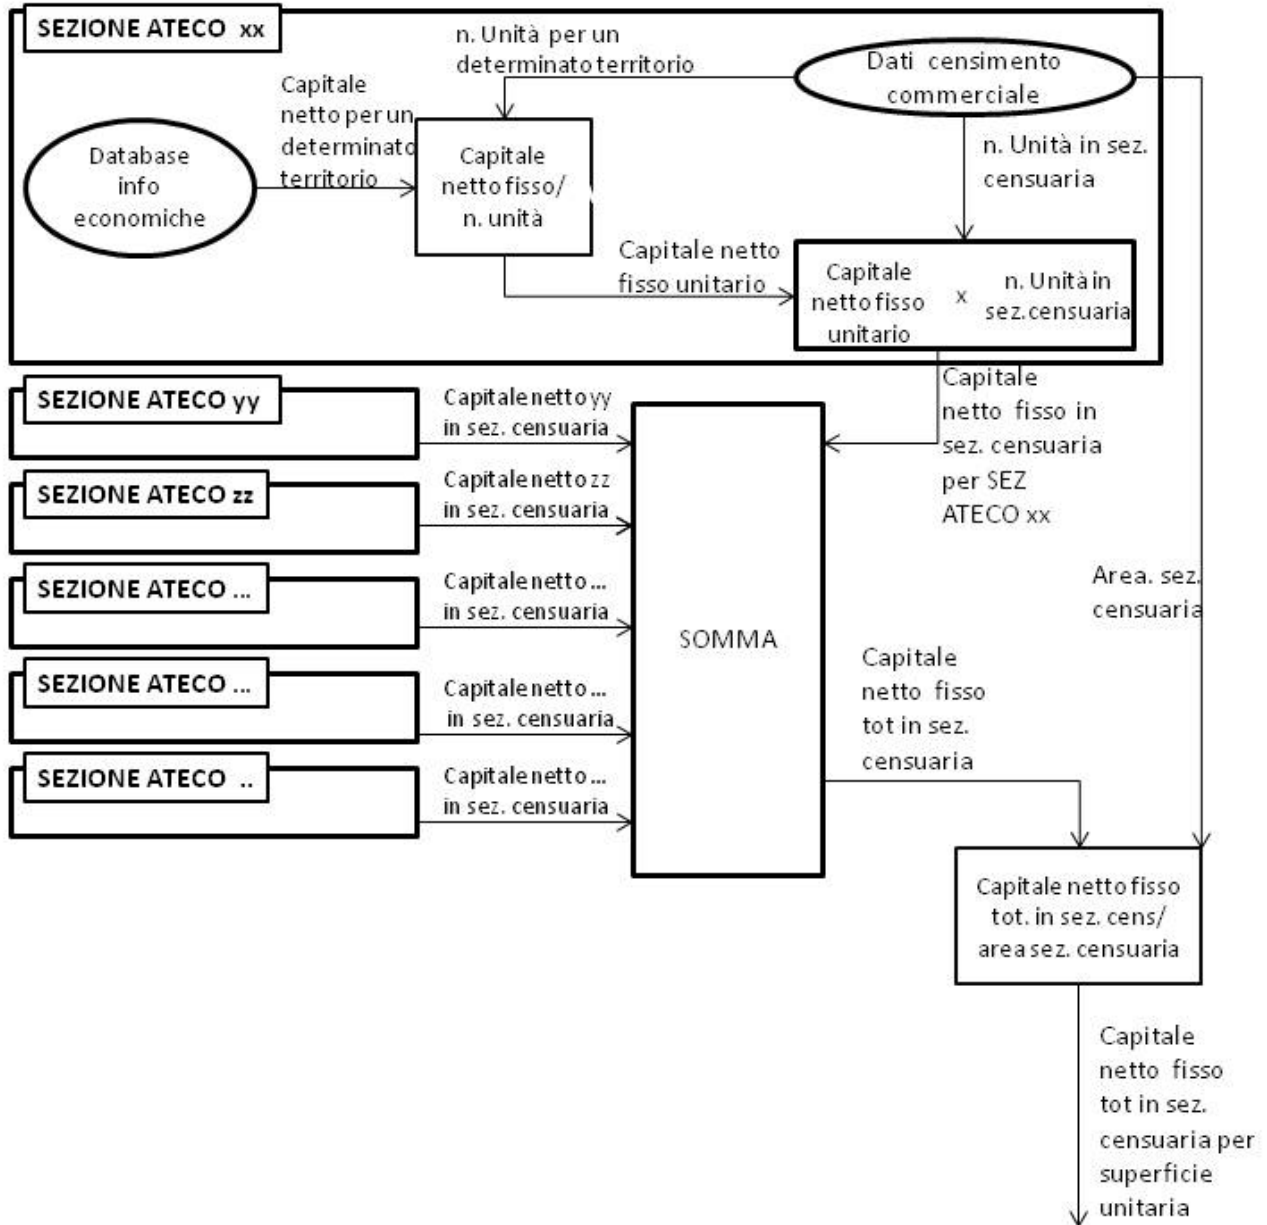 SEZIONE ATECO xx
n. Unità per un
determinato territorio
Dati censimento
commerciale
Capitale
netto per un
determinato
territorio
Database
info
economiche
Capitale
netto fisso/
n. unità
n. Unità in sez.
censuaria
Capitale netto
fisso unitario
Capitale
netto fisso
unitario
x
n. Unità in
sez.censuaria
SEZIONE ATECO yy
Capitale netto yy
in sez. censuaria
Capitale
netto fisso in
sez. censuaria
per SEZ
ATECO xx
SEZIONE ATECO zz
Capitale netto zz
in sez. censuaria
SEZIONE ATECO ...
Capitale netto ...
in sez. censuaria
Area. sez.
censuaria
SOMMA
SEZIONE ATECO ...
Capitale netto ...
in sez. censuaria
Capitale
netto fisso
tot in sez.
censuaria
SEZIONE ATECO ..
Capitale netto ...
in sez. censuaria
Capitale netto fisso
tot. in sez. cens/
area sez. censuaria
Capitale
netto fisso
tot in sez.
censuaria per
superficie
unitaria